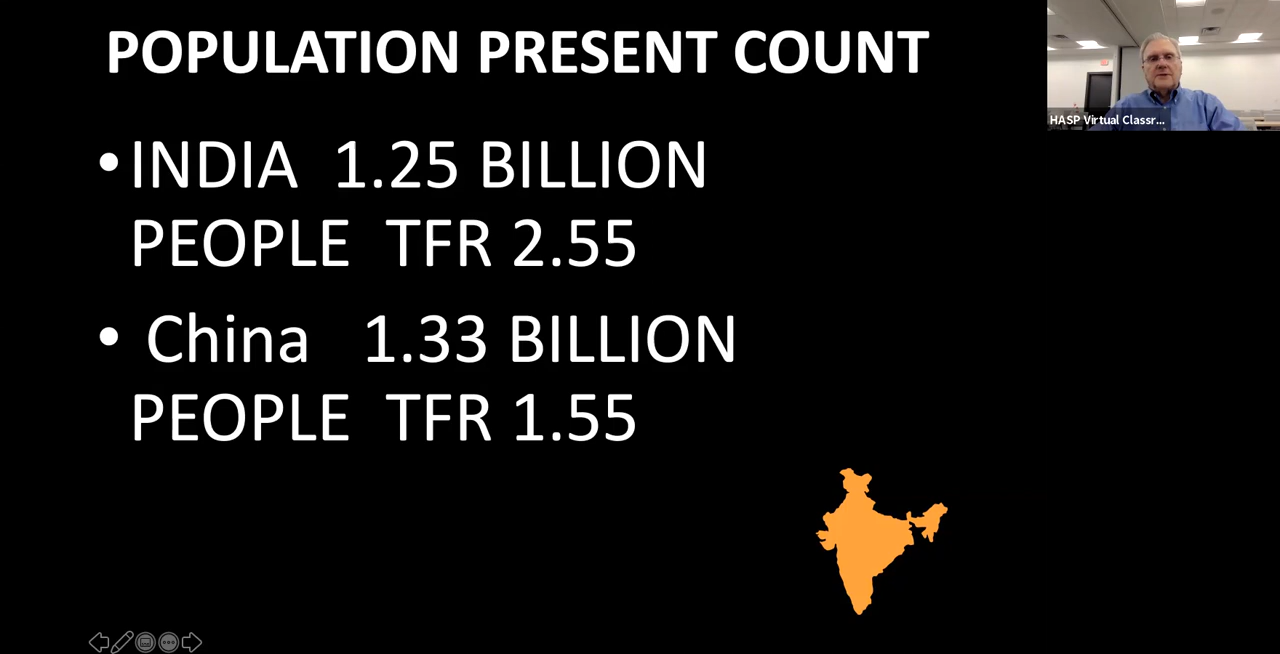 POPULATION PRESENT COUNT
HASP Virtual Classr...
•INDIA 1.25 BILLION
PEOPLE TFR 2.55
• China 1.33 BILLION
PEOPLE TFR 1.55